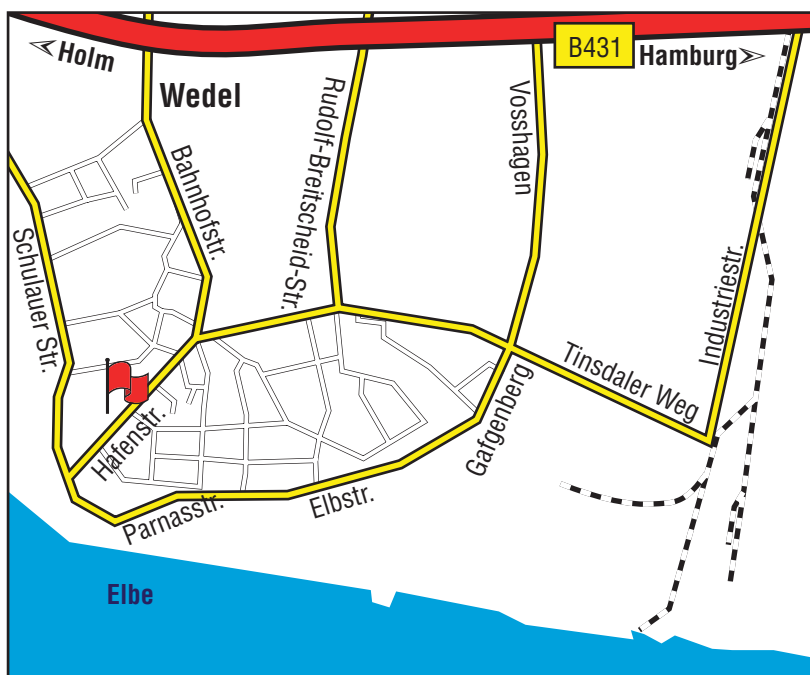 B431
Holm
Hamburg
Wedel
Bahnhofstr.
Rudolf-Breitscheid-Str.
Vosshagen
Schulauer Str.
Industriestr.
Tinsdaler Weg
Gafgenberg
Hafenstr.
Elbstr.
Parnasstr.
Elbe